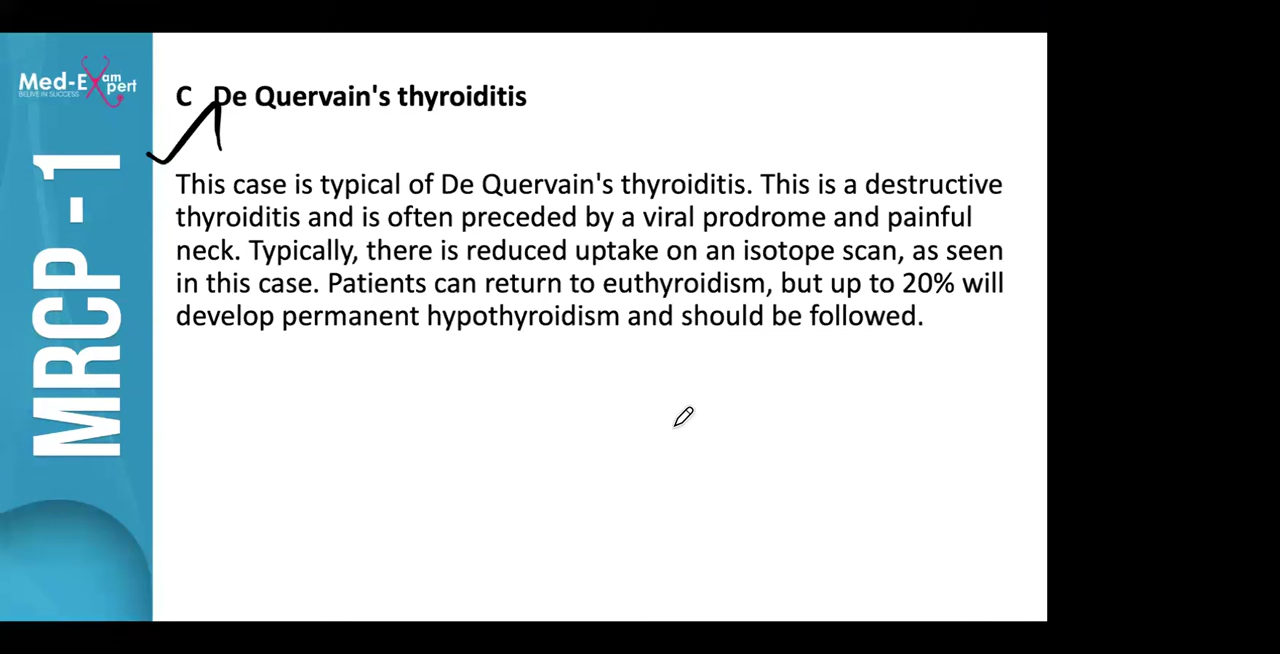 Med-Exam
pert
BELIVE IN SUCCESS
MRCP - 1
C De Quervain's thyroiditis
This case is typical of De Quervain's thyroiditis. This is a destructive
thyroiditis and is often preceded by a viral prodrome and painful
neck. Typically, there is reduced uptake on an isotope scan, as seen
in this case. Patients can return to euthyroidism, but up to 20% will
develop permanent hypothyroidism and should be followed.